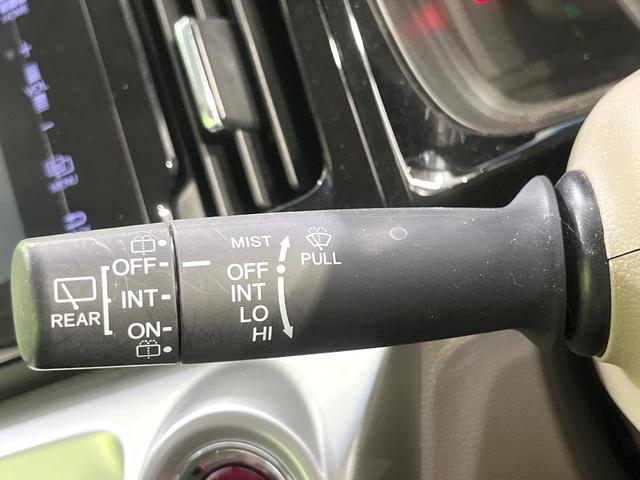 MIST
PULL
OFF
INT
LO
HI
REAR
OFF
INT
ON